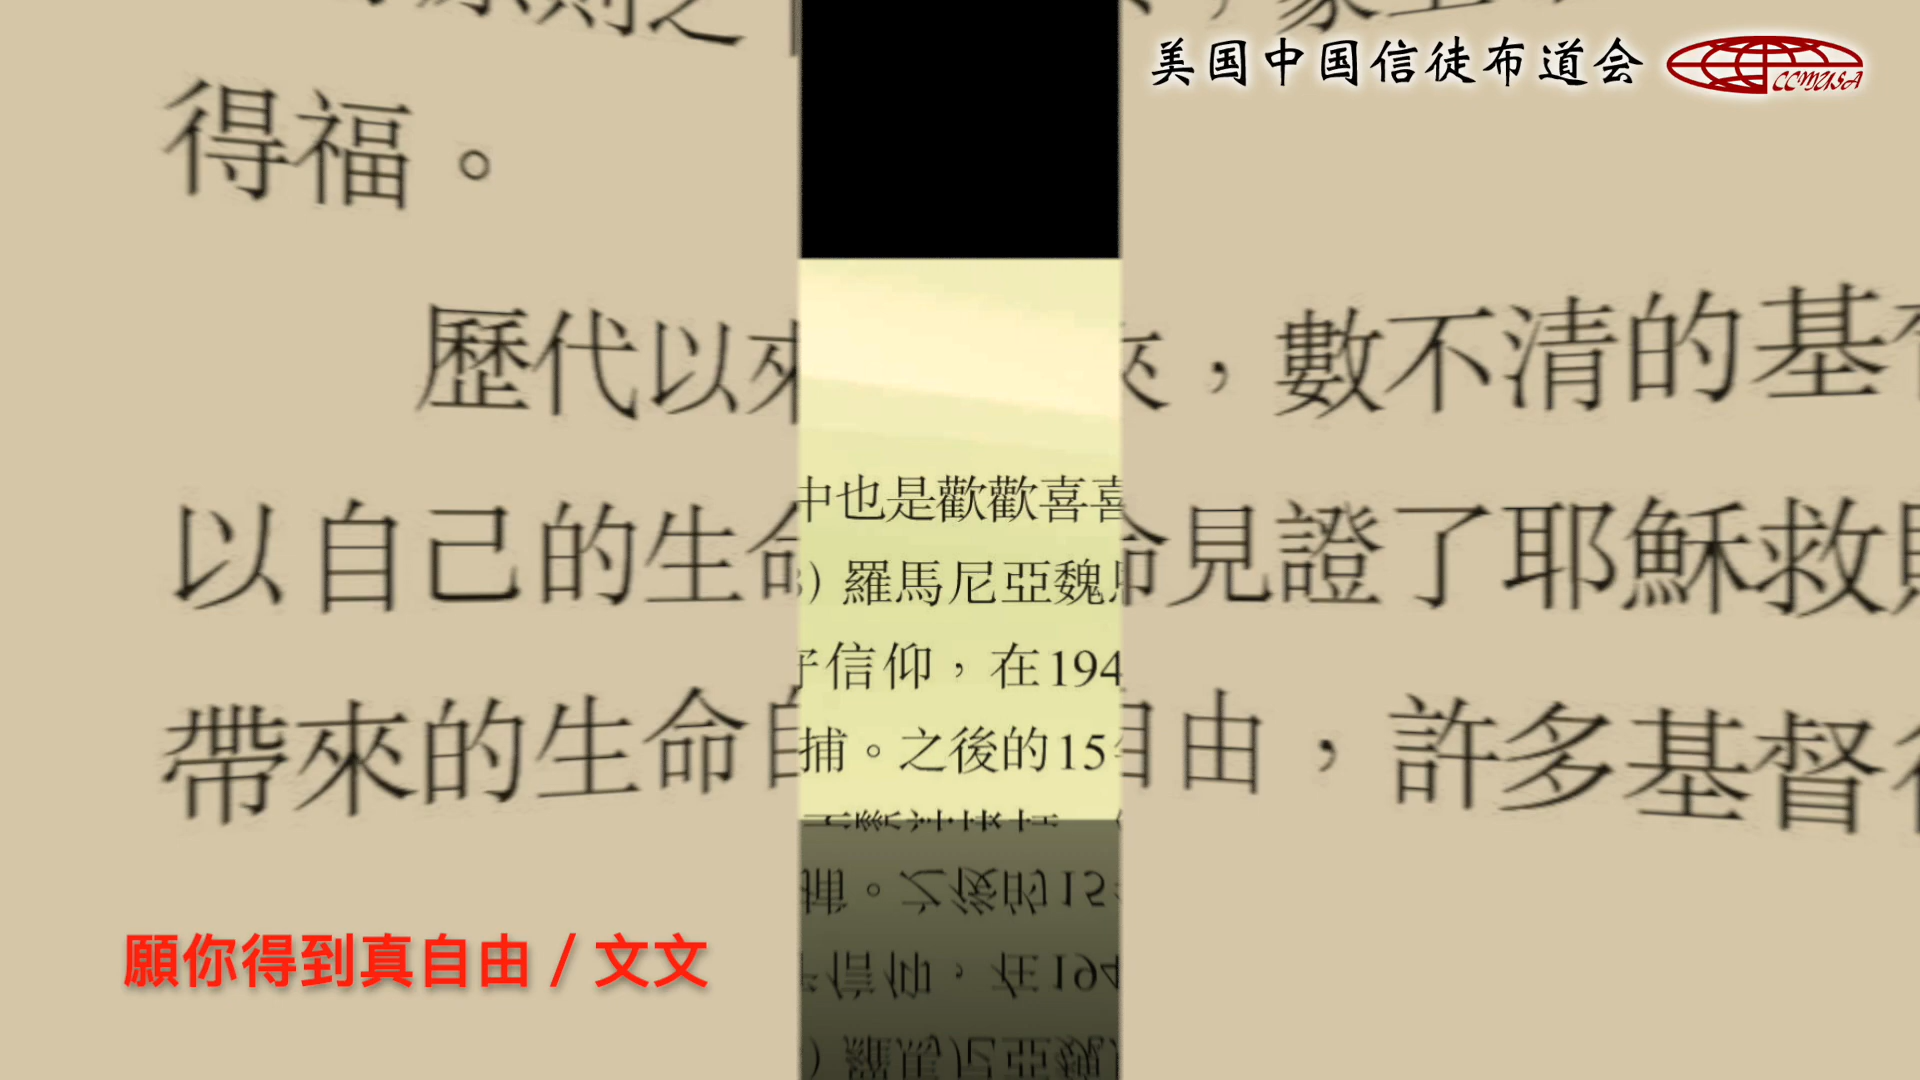 美国中国信徒布道会
CCMUSA
得福。
歷代以來，數不清的基
以自己的生命見證了耶穌救
帶來的生命自由，許多基督
中也是歡歡喜喜
羅馬尼亞魏
信仰，在194
捕。之後的15
願你得到真自由 / 文文